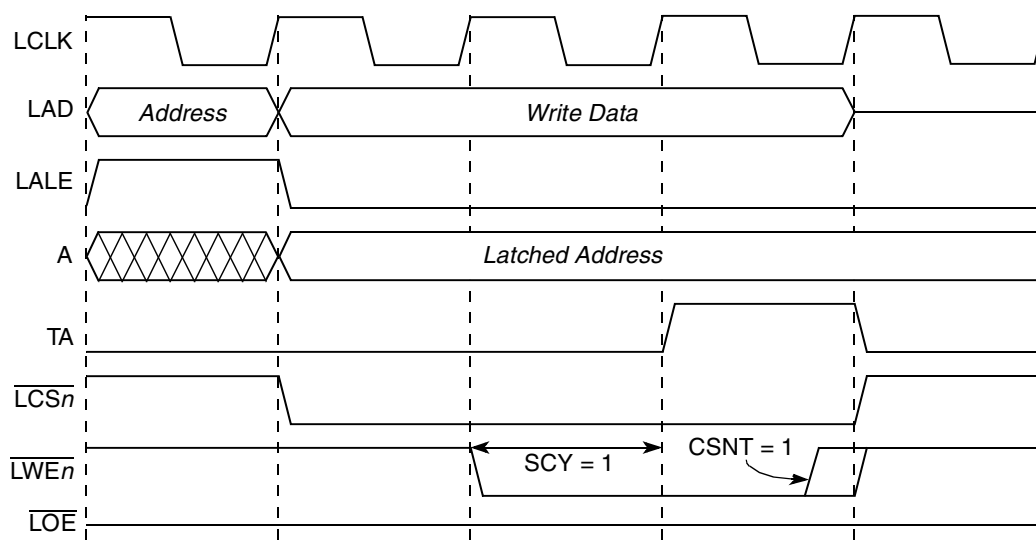 LCLK
LAD
Address
Write Data
LALE
A
Latched Address
TA
LCSn
LWEn
SCY = 1
CSNT = 1
LOE